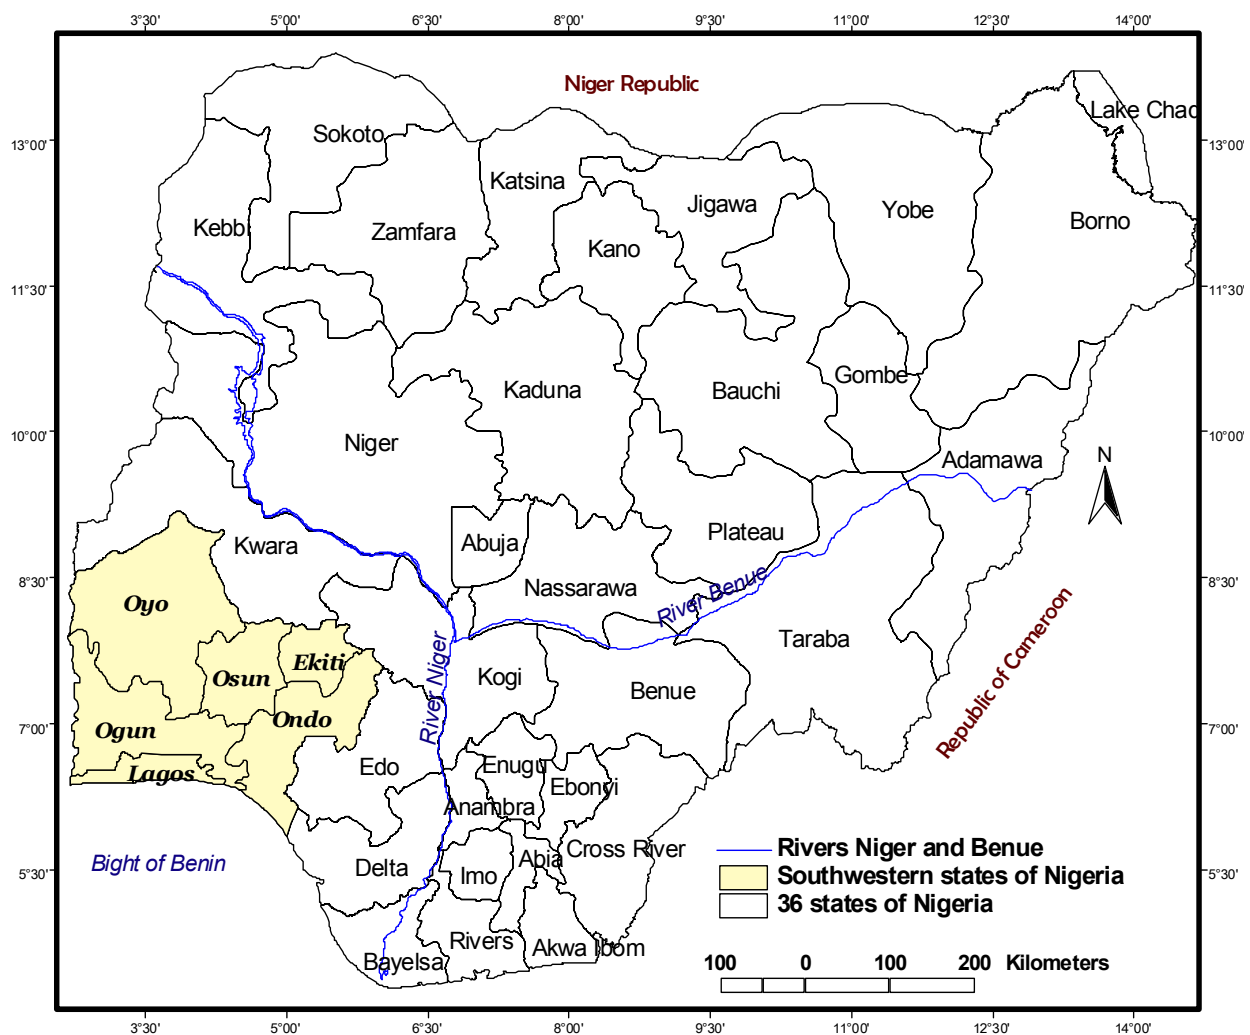 3°30' 5°00' 6°30' 8°00' 9°30' 11°00' 12°30' 14°00'
Niger Republic
Lake Chad
Sokoto
13°00' 13°00'
Katsina
Jigawa
Yobe
Borno
Kebb
Zamfara
Kano
11°30' 11°30'
Kaduna
Bauchi
Gombe
10°00' 10°00'
Niger
Adamawa
N
Kwara
Abuja
Plateau
8°30' 8°30'
Nassarawa
River Benue
Oyo
Republic of Cameroon
Taraba
Ekiti
Osun
Kogi
Benue
River Niger
Ondo
7°00' 7°00'
Ogun
Lagos
Edo
Enugu
Ebonyi
Anambra
Cross River
Rivers Niger and Benue
Bight of Benin
Delta
Abia
Imo
5°30' 5°30'
Southwestern states of Nigeria
36 states of Nigeria
Rivers
Akwa Ibom
Bayelsa
100 0 100 200 Kilometers
3°30' 5°00' 6°30' 8°00' 9°30' 11°00' 12°30' 14°00'